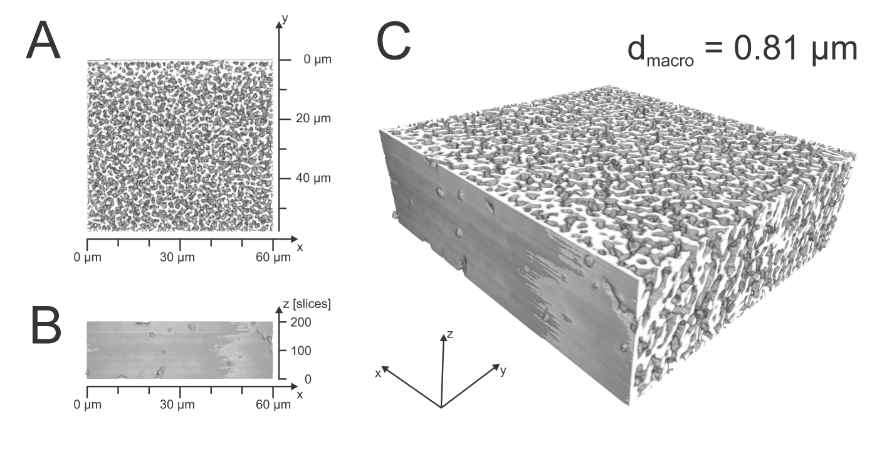 A
y
0 µm
20 µm
40 µm
x
0 µm
30 µm
60 µm
B
z [slices]
200
100
0
x
0 µm
30 µm
60 µm
C
dmacro = 0.81 µm
z
x
y